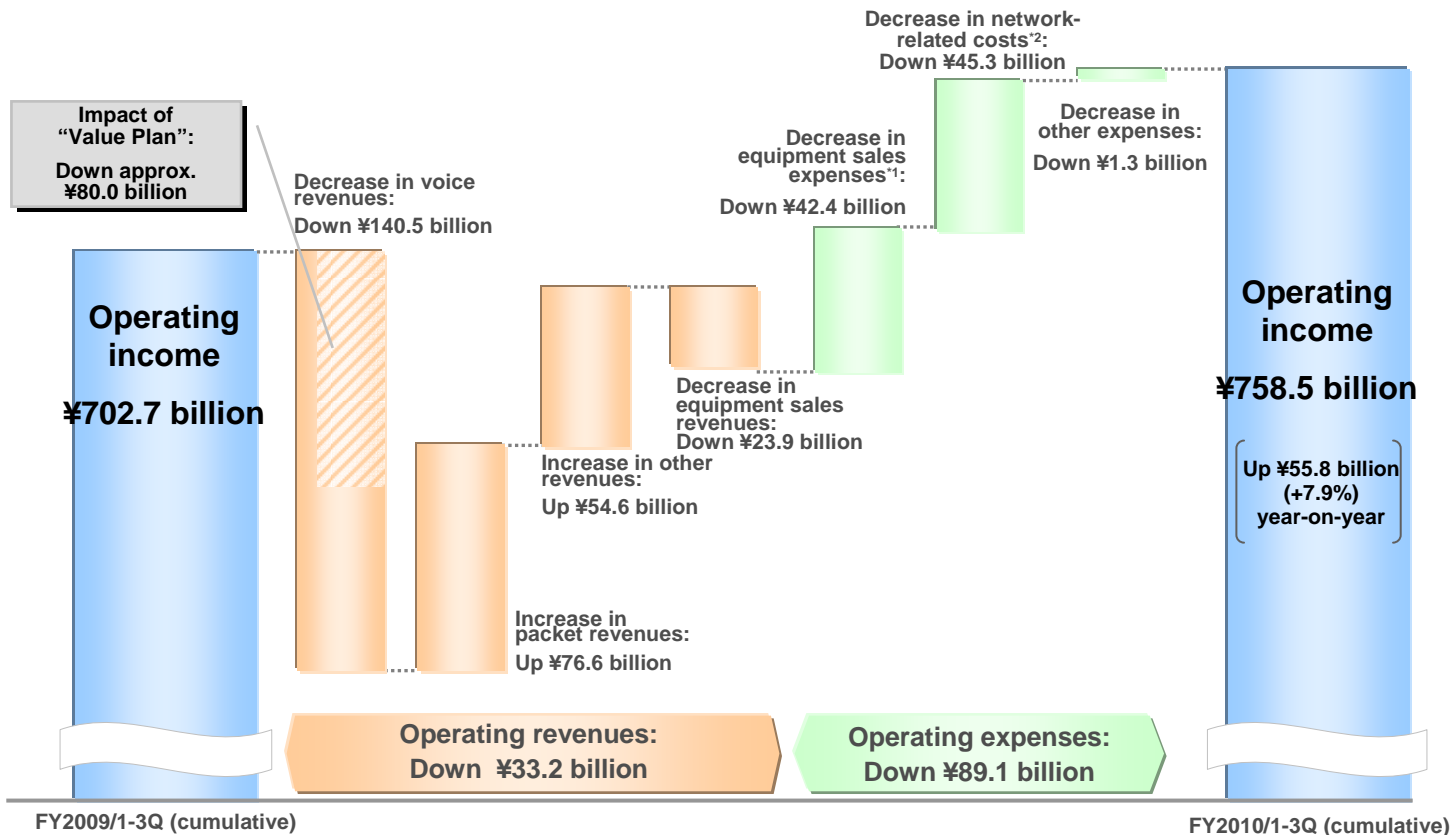 Decrease in network-
related costs*2:
Down ¥45.3 billion
Impact of
“Value Plan”:
Down approx.
¥80.0 billion
Decrease in voice
revenues:
Down ¥140.5 billion
Decrease in
equipment sales
expenses*1:
Down ¥42.4 billion
Decrease in
other expenses:
Down ¥1.3 billion
Operating
income
¥702.7 billion
Operating
income
¥758.5 billion
Up ¥55.8 billion
(+7.9%)
year-on-year
Decrease in
equipment sales
revenues:
Down ¥23.9 billion
Increase in other
revenues:
Up ¥54.6 billion
Increase in
packet revenues:
Up ¥76.6 billion
Operating revenues:
Down ¥33.2 billion
Operating expenses:
Down ¥89.1 billion
FY2009/1-3Q (cumulative)
FY2010/1-3Q (cumulative)